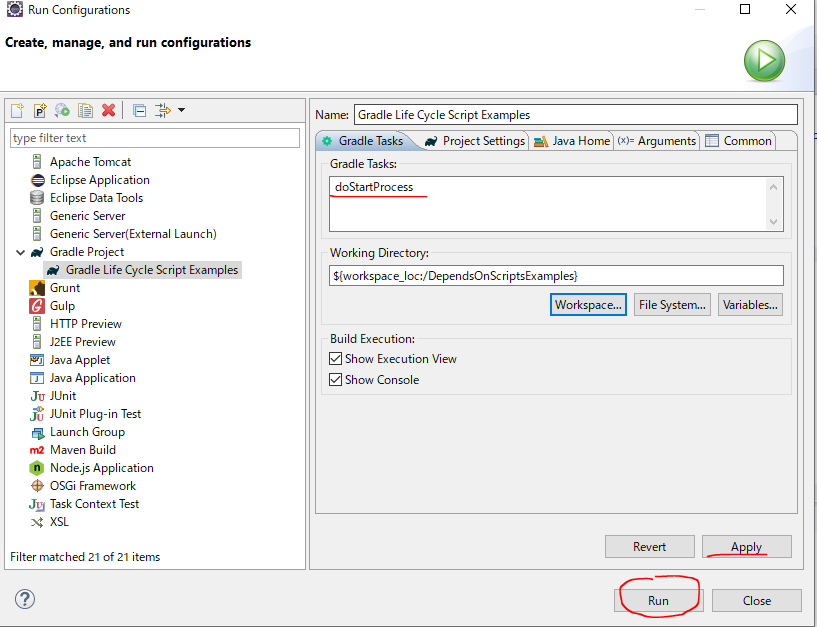 Run Configurations
Create, manage, and run configurations
type filter text
Apache Tomcat
Eclipse Application
Eclipse Data Tools
Generic Server
Generic Server(External Launch)
Gradle Project
Gradle Life Cycle Script Examples
Grunt
Gulp
HTTP Preview
J2EE Preview
Java Applet
Java Application
JUnit
JUnit Plug-in Test
Launch Group
Maven Build
Node.js Application
OSGi Framework
Task Context Test
XSL
Filter matched 21 of 21 items
Name: Gradle Life Cycle Script Examples
Gradle Tasks Project Settings Java Home (x)= Arguments Common
Gradle Tasks:
doStartProcess
Working Directory:
${workspace_loc:/DependsOnScriptsExamples}
Workspace... File System... Variables...
Build Execution:
Show Execution View
Show Console
Revert Apply
Run Close